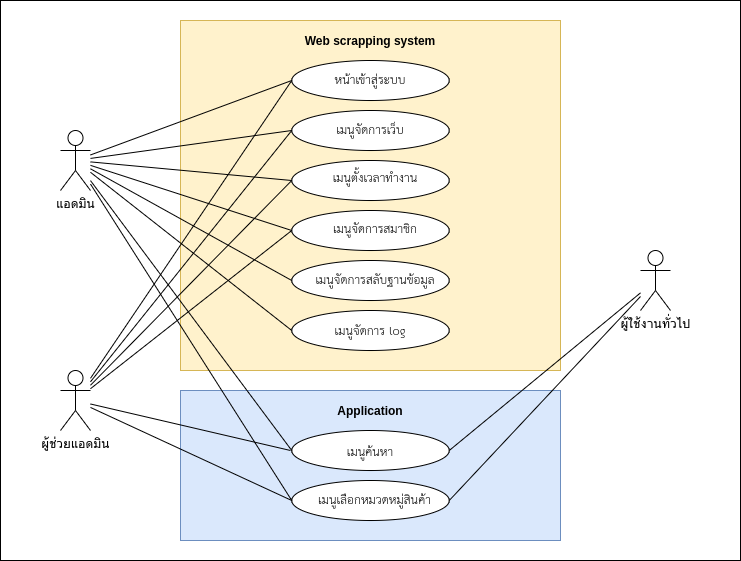 Web scrapping system
หน้าเข้าสู่ระบบ
เมนูจัดการเว็บ
เมนูตั้งเวลาทำงาน
แอดมิน
เมนูจัดการสมาชิก
เมนูจัดการสลับฐานข้อมูล
เมนูจัดการ log
ผู้ใช้งานทั่วไป
Application
ผู้ช่วยแอดมิน
เมนูค้นหา
เมนูเลือกหมวดหมู่สินค้า